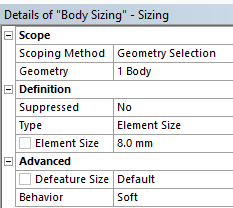 Details of "Body Sizing" - Sizing
Scope
Scoping Method Geometry Selection
Geometry 1 Body
Definition
Suppressed No
Type Element Size
Element Size 8.0 mm
Advanced
Defeature Size Default
Behavior Soft